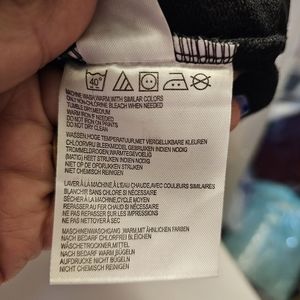 40°
MACHINE WASH WARM WITH SIMILAR COLORS
ONLY NON-CHLORINE BLEACH WHEN NEEDED
TUMBLE DRY MEDIUM
WARM IRON IF NEEDED
DO NOT IRON ON PRINTS
DO NOT DRY CLEAN
WASSEN, HOGE TEMPERATUUR, MET VERGELIJKBARE KLEUREN
CHLOORVRIJ BLEEKMIDDEL GEBRUIKEN INDIEN NODIG
TROMMELDROGEN, WARMTEGEVOELIG
(MATIG) HEET STRIJKEN INDIEN NODIG
NIET OP DE OPDRUK STRIJKEN
NIET CHEMISCH REINIGEN
LAVER À LA MACHINE À L'EAU CHAUDE, AVEC COULEURS SIMILAIRES
BLANCHIR SANS CHLORE SI NÉCESSAIRE
SÉCHER À LA MACHINE, CYCLE MOYEN
REPASSER AU FER CHAUD SI NÉCESSAIRE
NE PAS REPASSER SUR LES IMPRESSIONS
NE PAS NETTOYER À SEC
MASCHINENWASCHGANG, WARM, MIT ÄHNLICHEN FARBEN
NACH BEDARF CHLORFREI BLEICHEN
WÄSCHETROCKNER, MITTEL
NACH BEDARF WARM BÜGELN
AUFDRUCKE NICHT BÜGELN
NICHT CHEMISCH REINIGEN